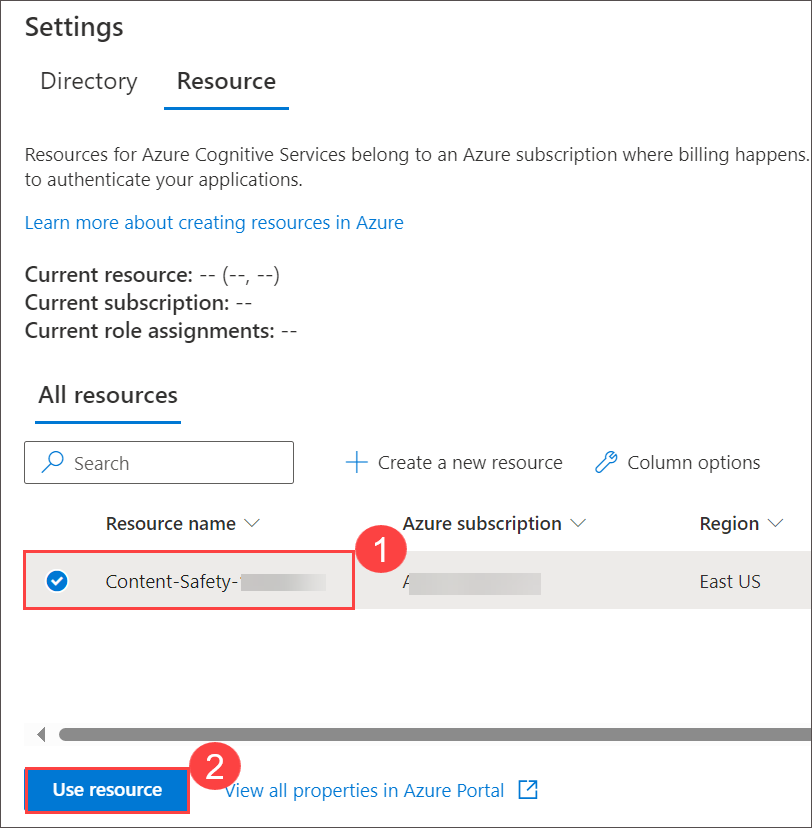 Settings
Directory Resource
Resources for Azure Cognitive Services belong to an Azure subscription where billing happens.
to authenticate your applications.
Learn more about creating resources in Azure
Current resource: -- (--, --)
Current subscription: --
Current role assignments: --
All resources
Search Create a new resource Column options
Resource name Azure subscription Region
1
Content-Safety- East US
2
Use resource View all properties in Azure Portal